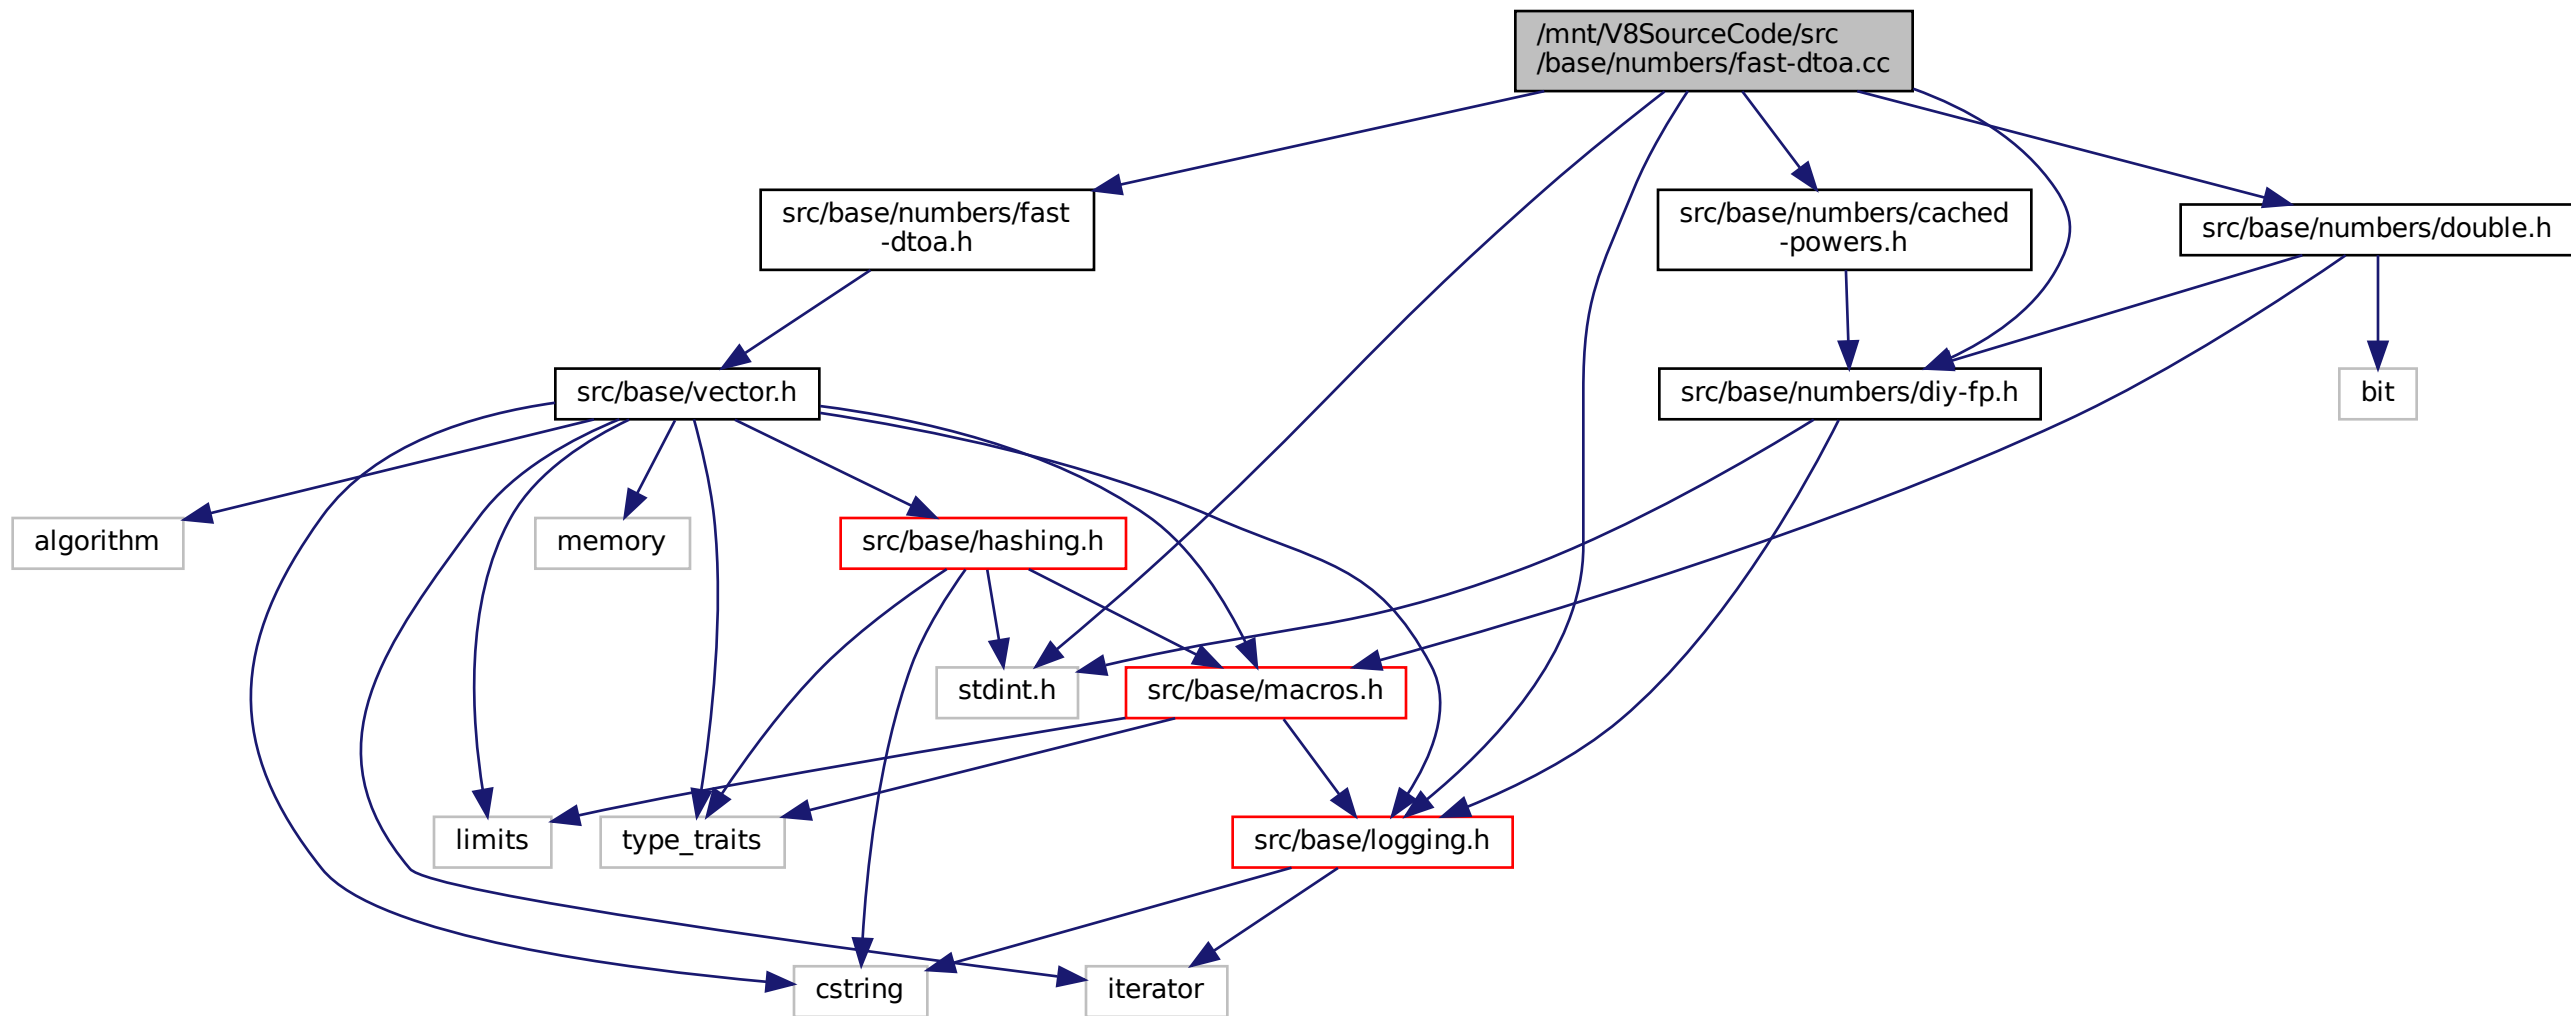 /mnt/V8SourceCode/src
/base/numbers/fast-dtoa.cc
src/base/numbers/fast
-dtoa.h
src/base/numbers/cached
-powers.h
src/base/numbers/double.h
src/base/vector.h
src/base/numbers/diy-fp.h
bit
algorithm
memory
src/base/hashing.h
stdint.h
src/base/macros.h
limits
type_traits
src/base/logging.h
cstring
iterator